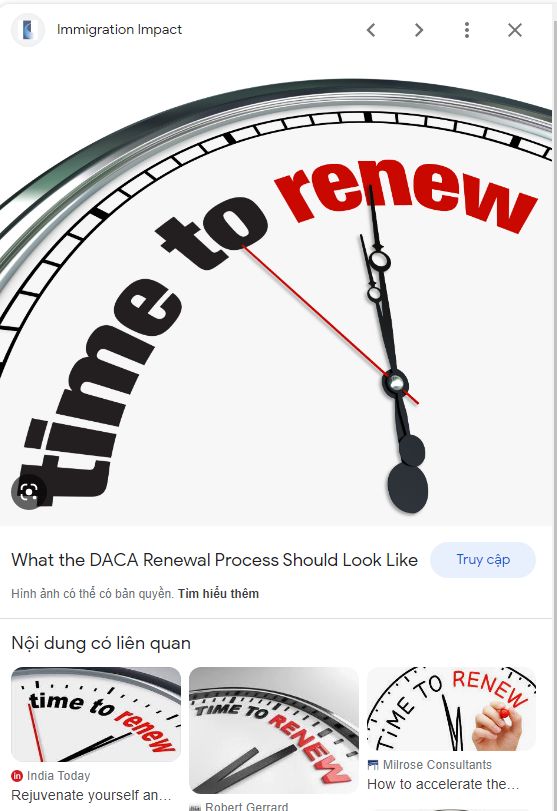 Immigration Impact
time to renew
What the DACA Renewal Process Should Look Like
Truy cập
Hình ảnh có thể có bản quyền. Tìm hiểu thêm
Nội dung có liên quan
time to renew
India Today
Rejuvenate yourself an...
TIME TO RENEW
Robert Gerrard
TIME TO RENEW
Milrose Consultants
How to accelerate the...